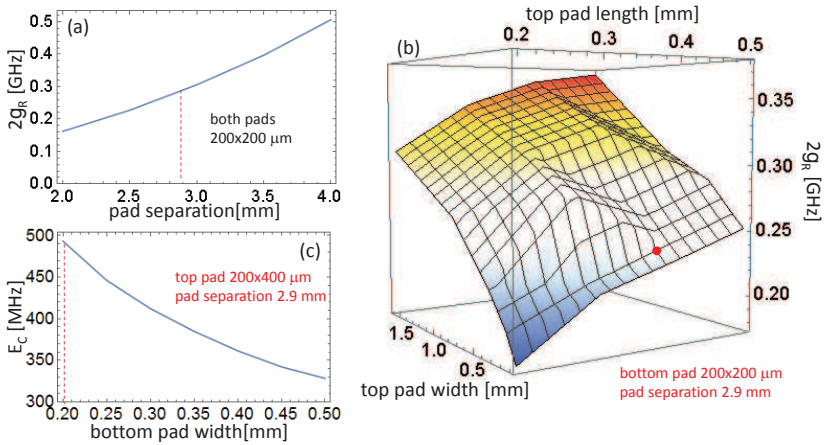 (a)
0.5
0.4
0.3
0.2
0.1
0.0
2g_R [GHz]
both pads
200x200 μm
2.0 2.5 3.0 3.5 4.0
pad separation[mm]
(c)
500
450
400
350
300
E_C [MHz]
top pad 200x400 μm
pad separation 2.9 mm
0.20 0.25 0.30 0.35 0.40 0.45 0.50
bottom pad width[mm]
(b)
top pad length [mm]
0.2 0.3 0.4 0.5
0.35
0.30
0.25
0.20
2g_R [GHz]
1.5 1.0 0.5
top pad width [mm]
bottom pad 200x200 μm
pad separation 2.9 mm